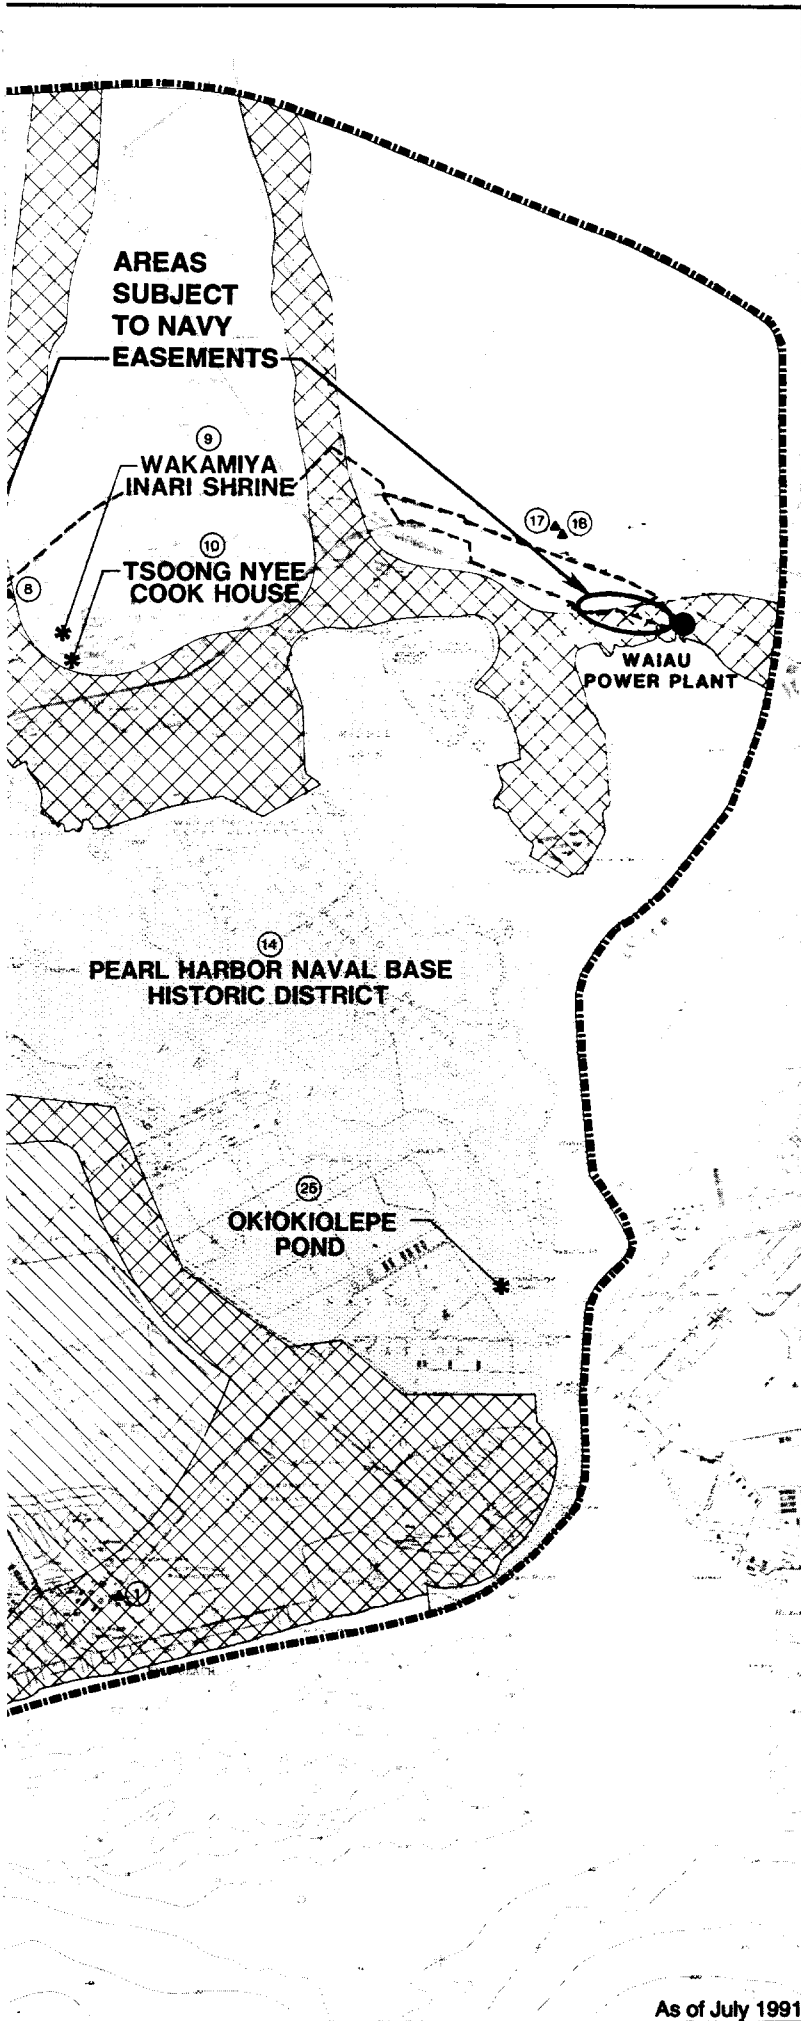 AREAS
SUBJECT
TO NAVY
EASEMENTS
9
WAKAMIYA
INARI SHRINE
17 18
10
TSOONG NYEE
COOK HOUSE
8
WAIAU
POWER PLANT
14
PEARL HARBOR NAVAL BASE
HISTORIC DISTRICT
25
OKIOKIOLEPE
POND
1
As of July 1991